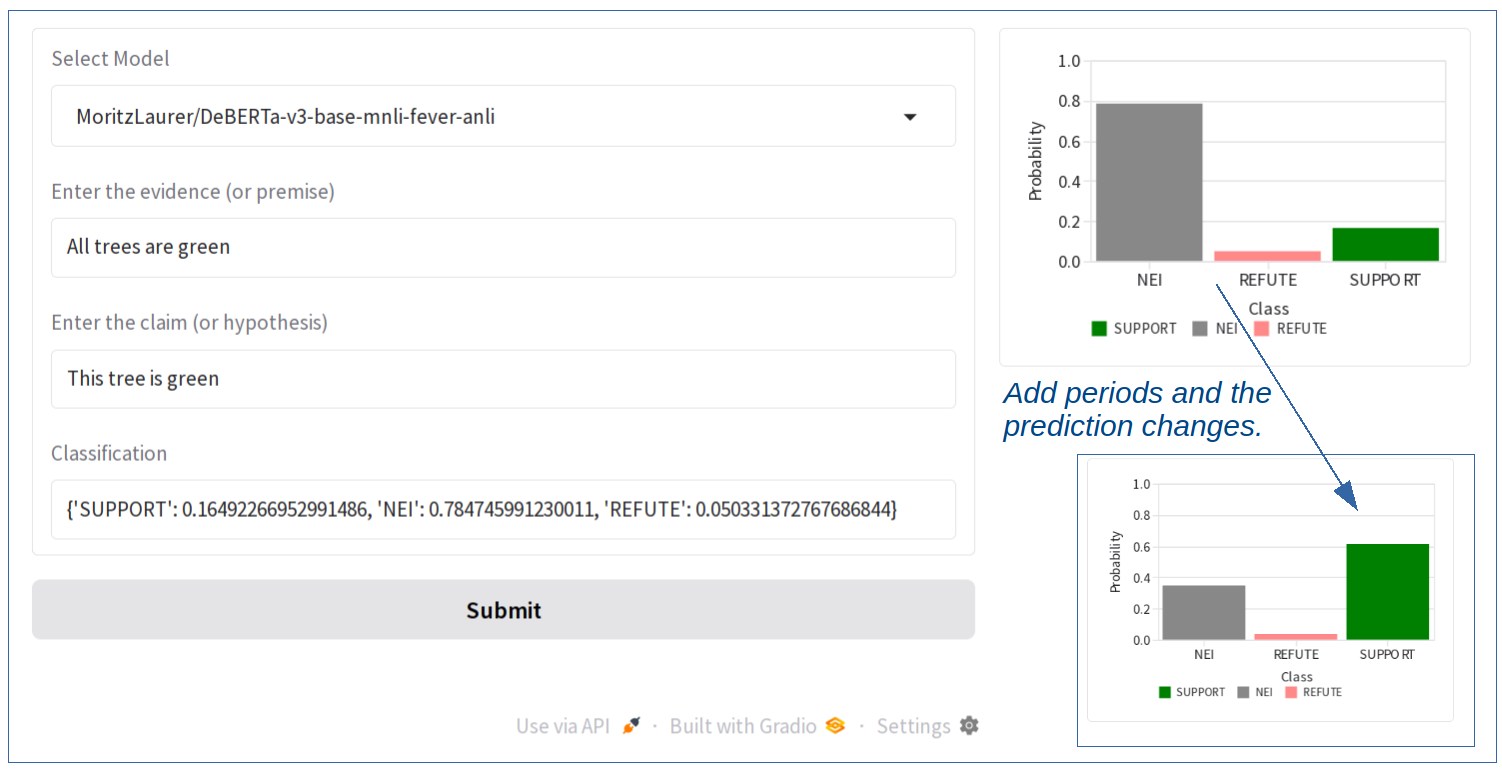 Select Model
MoritzLaurer/DeBERTa-v3-base-mnli-fever-anli
Enter the evidence (or premise)
All trees are green
Enter the claim (or hypothesis)
This tree is green
Classification
{'SUPPORT': 0.16492266952991486, 'NEI': 0.784745991230011, 'REFUTE': 0.050331372767686844}
Submit
Use via API · Built with Gradio · Settings
1.0
0.8
0.6
0.4
0.2
0.0
Probability
NEI REFUTE SUPPORT
Class
SUPPORT NEI REFUTE
Add periods and the
prediction changes.
1.0
0.8
0.6
0.4
0.2
0.0
Probability
NEI REFUTE SUPPORT
Class
SUPPORT NEI REFUTE